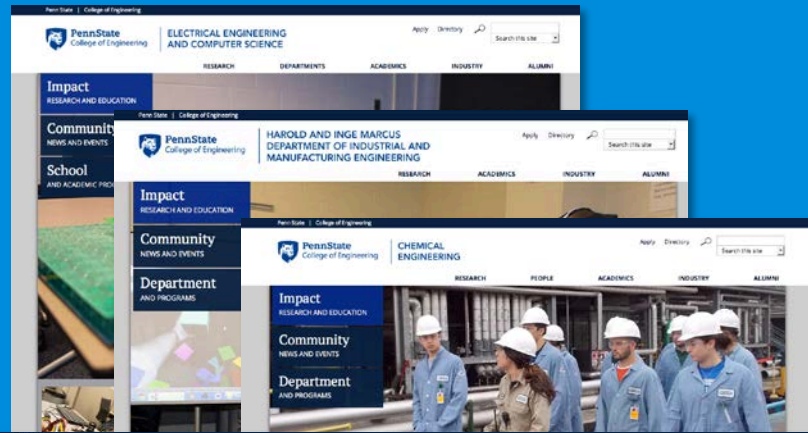 Penn State | College of Engineering
PennState
College of Engineering
ELECTRICAL ENGINEERING
AND COMPUTER SCIENCE
Apply Directory
Search this site
RESEARCH DEPARTMENTS ACADEMICS INDUSTRY ALUMNI
Impact
RESEARCH AND EDUCATION
Community
NEWS AND EVENTS
School
AND ACADEMIC
Penn State | College of Engineering
PennState
College of Engineering
HAROLD AND INGE MARCUS
DEPARTMENT OF INDUSTRIAL AND
MANUFACTURING ENGINEERING
Apply Directory
Search this site
RESEARCH ACADEMICS INDUSTRY ALUMNI
Impact
RESEARCH AND EDUCATION
Community
NEWS AND EVENTS
Department
AND PROGRAMS
Penn State | College of Engineering
PennState
College of Engineering
CHEMICAL
ENGINEERING
Apply Directory
Search this site
RESEARCH PEOPLE ACADEMICS INDUSTRY ALUMNI
Impact
RESEARCH AND EDUCATION
Community
NEWS AND EVENTS
Department
AND PROGRAMS